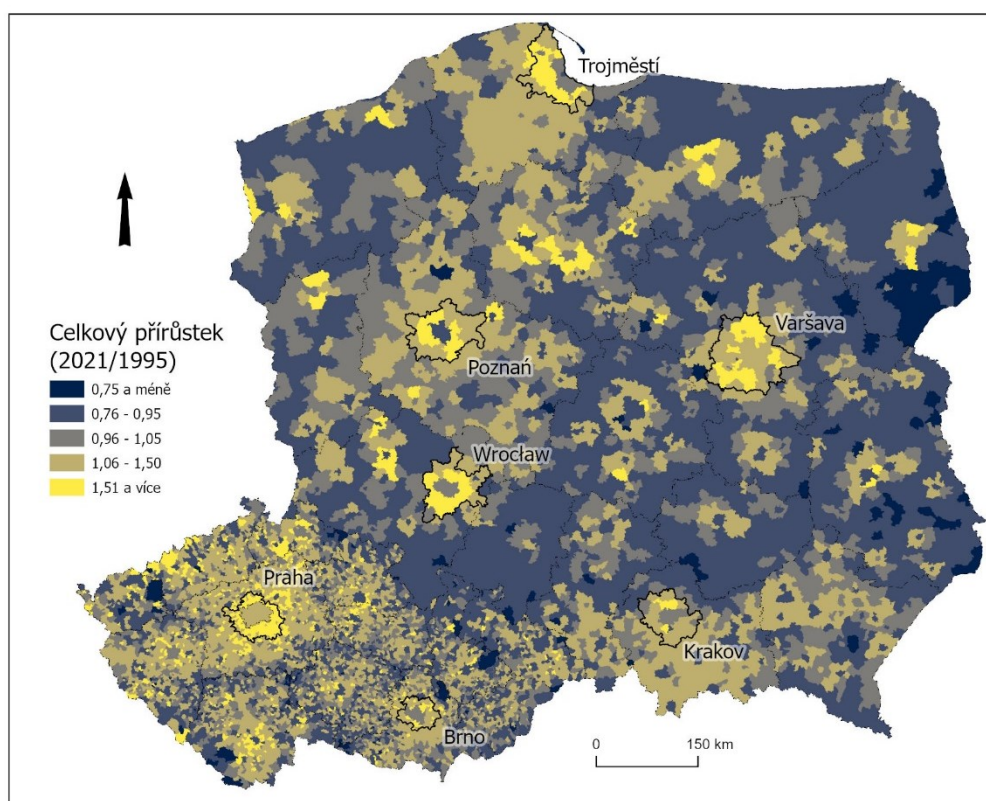 Trojměstí
Celkový přírůstek
(2021/1995)
0,75 a méně
0,76 - 0,95
0,96 - 1,05
1,06 - 1,50
1,51 a více
Varšava
Poznań
Wrocław
Praha
Krakov
Brno
0 150 km